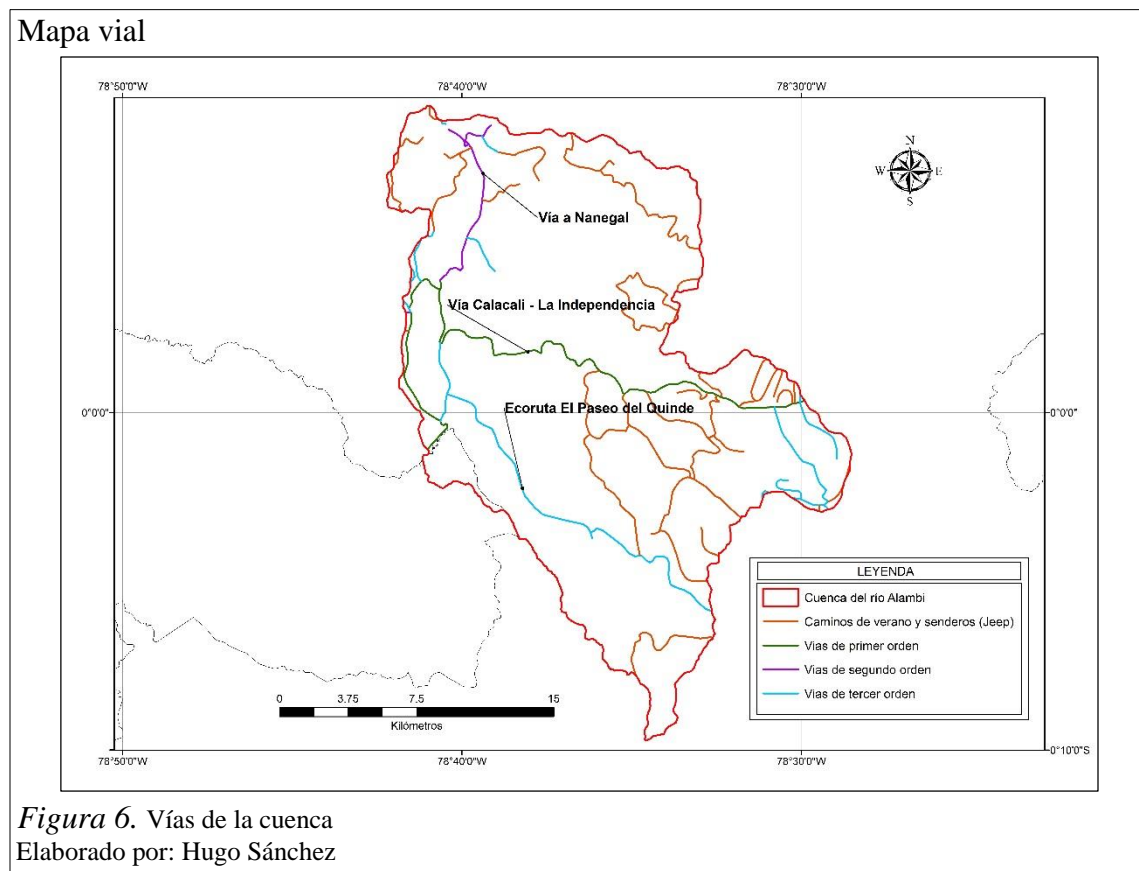 Mapa vial
78°50'0"W
78°40'0"W
78°30'0"W
N
W
E
S
Vía a Nanegal
Vía Calacali - La Independencia
0°0'0"
0°0'0"
Ecoruta El Paseo del Quinde
LEYENDA
Cuenca del río Alambi
Caminos de verano y senderos (Jeep)
Vias de primer orden
Vias de segundo orden
Vias de tercer orden
0
3.75
7.5
15
Kilómetros
0°10'0"S
78°50'0"W
78°40'0"W
78°30'0"W
Figura 6. Vías de la cuenca
Elaborado por: Hugo Sánchez